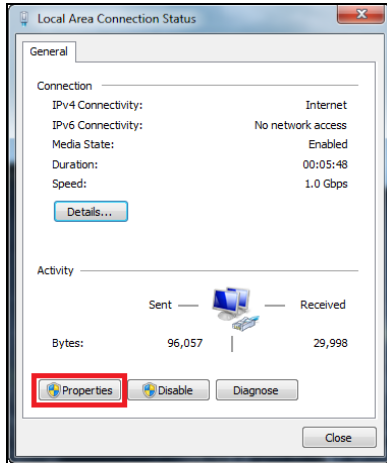 Local Area Connection Status
General
Connection
IPv4 Connectivity: Internet
IPv6 Connectivity: No network access
Media State: Enabled
Duration: 00:05:48
Speed: 1.0 Gbps
Details...
Activity
Sent Received
Bytes: 96,057 29,998
Properties Disable Diagnose
Close